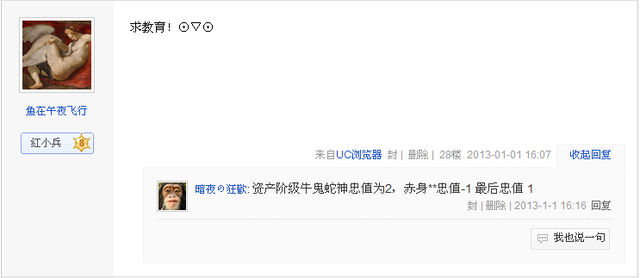 求教育！⊙▽⊙
鱼在午夜飞行
红小兵 8
来自UC浏览器 封 | 删除 | 28楼 2013-01-01 16:07 收起回复
暗夜の狂歡: 资产阶级牛鬼蛇神忠值为2，赤身**忠值-1 最后忠值 1
封 | 删除 | 2013-1-1 16:16 回复
我也说一句